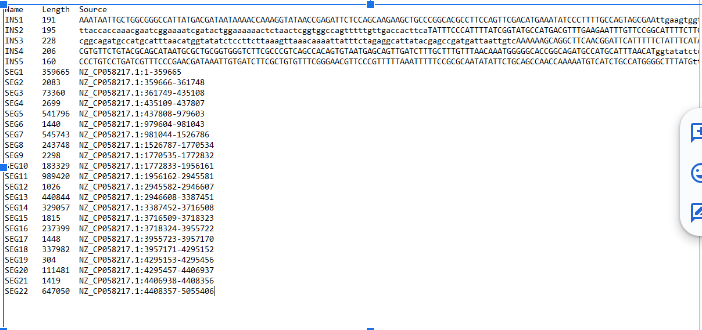 Name Length Source
INS1 191 AAATAATTGCTGGCGGGCCATTATGACGATAATAAAACCAAAGGTATAACCGAGATTCTCCAGCAAGAAGCTGCCCGGCACGCCTTCCAGTTCGACATGAAATATCCCTTTTGCCAGTAGCGAAttgaagtggt
INS2 195 ttaccaccaaacgaatcggaaaatcgatactggaaaaaactctaactcggtggccagtttttgttgaccacttcaTATTTCCCATTTTATCGGTATGCCATGACGTTTGAAGAATTTGTTCCGGCATTTTCTTC
INS3 228 cggcagatgccatgcatttaacatggtatatctccttcttaaagttaaacaaaattatttctagaggcattatacgagccgatgattaattgtcAAAAAAGCAGGCTTCAACGGATTCATTTTTCTATTTCATA
INS4 206 CGTGTTCTGTACGCAGCATAATGCGCTGCGGTGGGTCTTCGCCCGTCAGCCACAGTGTAATGAGCAGTTGATCTTTGCTTGTTTAAACAAATGGGGGACCGGCAGATGCCATGCATTTAACATGgtatatctc
INS5 160 CCCTGTCCTGATCGTTTCCCGAACGATAAATTGTGATCTTCGCTGTGTTTCGGGAACGTTCCCGTTTTTAAATTTTTCCGCGCAATATATTCTGCAGCCAACCAAAAATGTCATCTGCCATGGGGCTTTATGt
SEG1 359665 NZ_CP058217.1:1-359665
SEG2 2083 NZ_CP058217.1:359666-361748
SEG3 73360 NZ_CP058217.1:361749-435108
SEG4 2699 NZ_CP058217.1:435109-437807
SEG5 541796 NZ_CP058217.1:437808-979603
SEG6 1440 NZ_CP058217.1:979604-981043
SEG7 545743 NZ_CP058217.1:981044-1526786
SEG8 243748 NZ_CP058217.1:1526787-1770534
SEG9 2298 NZ_CP058217.1:1770535-1772832
SEG10 183329 NZ_CP058217.1:1772833-1956161
SEG11 989420 NZ_CP058217.1:1956162-2945581
SEG12 1026 NZ_CP058217.1:2945582-2946607
SEG13 440844 NZ_CP058217.1:2946608-3387451
SEG14 329057 NZ_CP058217.1:3387452-3716508
SEG15 1815 NZ_CP058217.1:3716509-3718323
SEG16 237399 NZ_CP058217.1:3718324-3955722
SEG17 1448 NZ_CP058217.1:3955723-3957170
SEG18 337982 NZ_CP058217.1:3957171-4295152
SEG19 304 NZ_CP058217.1:4295153-4295456
SEG20 111481 NZ_CP058217.1:4295457-4406937
SEG21 1419 NZ_CP058217.1:4406938-4408356
SEG22 647050 NZ_CP058217.1:4408357-5055406